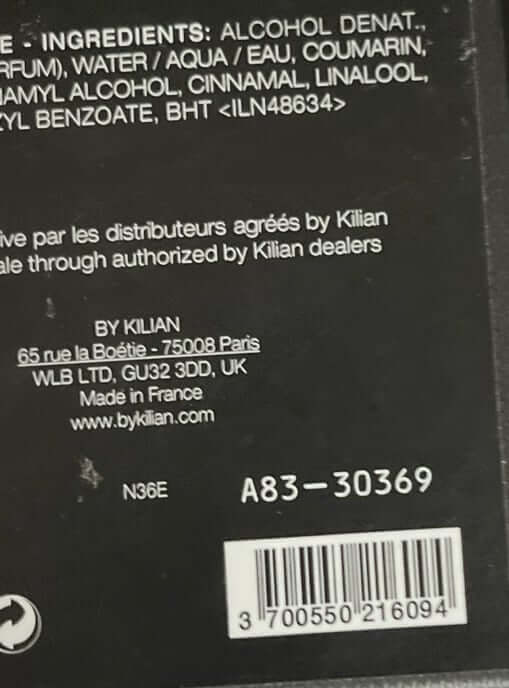 E - INGREDIENTS: ALCOHOL DENAT.,
RFUM), WATER / AQUA / EAU, COUMARIN,
AMYL ALCOHOL, CINNAMAL, LINALOOL,
YL BENZOATE, BHT <ILN48634>
ive par les distributeurs agréés by Kilian
ale through authorized by Kilian dealers
BY KILIAN
65 rue la Boétie - 75008 Paris
WLB LTD, GU32 3DD, UK
Made in France
www.bykilian.com
N36E A83-30369
3 700550 216094